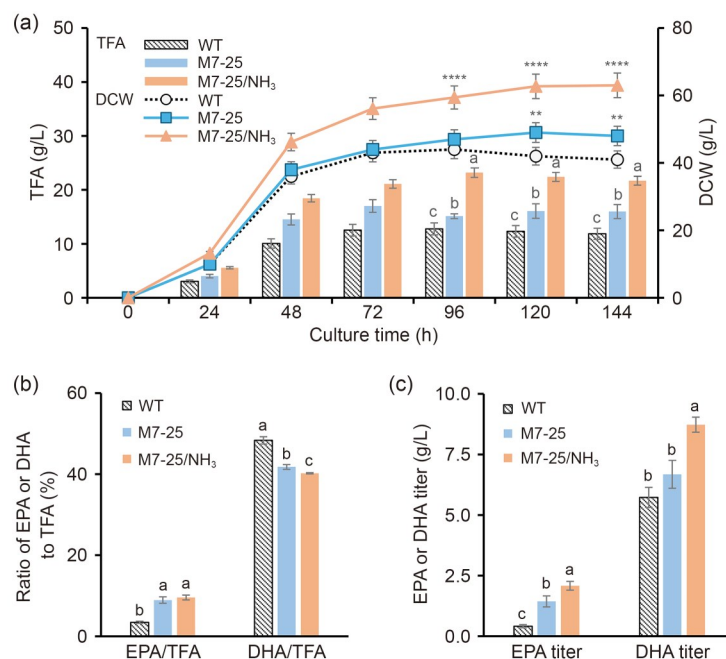 (a)
TFA
WT
M7-25
M7-25/NH₃
DCW
WT
M7-25
M7-25/NH₃
TFA (g/L)
60
50
40
30
20
10
0
DCW (g/L)
80
60
40
20
0
**** **** ****
** **
a a a
c b c b c b
0 24 48 72 96 120 144
Culture time (h)
(b)
Ratio of EPA or DHA
to TFA (%)
60
40
20
0
WT
M7-25
M7-25/NH₃
b a a a b c
EPA/TFA DHA/TFA
(c)
EPA or DHA titer (g/L)
10.0
7.5
5.0
2.5
0.0
WT
M7-25
M7-25/NH₃
c b a b b a
EPA titer DHA titer